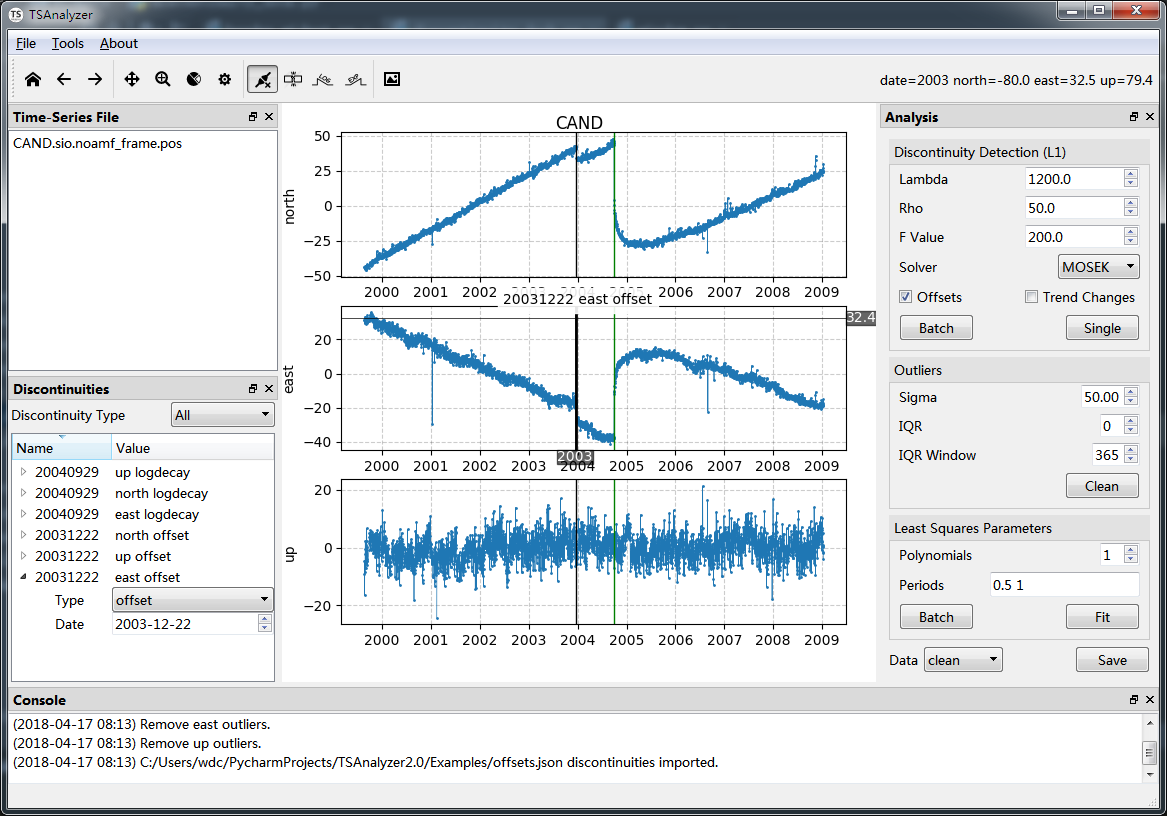 TS TSAnalyzer
File Tools About
date=2003 north=-80.0 east=32.5 up=79.4
Time-Series File
CAND.sio.noamf_frame.pos
Discontinuities
Discontinuity Type All
Name Value
20040929 up logdecay
20040929 north logdecay
20040929 east logdecay
20031222 north offset
20031222 up offset
20031222 east offset
Type offset
Date 2003-12-22
CAND
north
50
25
0
−25
−50
2000 2001 2002 2003 2004 2005 2006 2007 2008 2009
20031222 east offset
32.4
east
20
0
−20
−40
2003
2000 2001 2002 2003 2004 2005 2006 2007 2008 2009
up
20
0
−20
2000 2001 2002 2003 2004 2005 2006 2007 2008 2009
Analysis
Discontinuity Detection (L1)
Lambda 1200.0
Rho 50.0
F Value 200.0
Solver MOSEK
Offsets Trend Changes
Batch Single
Outliers
Sigma 50.00
IQR 0
IQR Window 365
Clean
Least Squares Parameters
Polynomials 1
Periods 0.5 1
Batch Fit
Data clean Save
Console
(2018-04-17 08:13) Remove east outliers.
(2018-04-17 08:13) Remove up outliers.
(2018-04-17 08:13) C:/Users/wdc/PycharmProjects/TSAnalyzer2.0/Examples/offsets.json discontinuities imported.